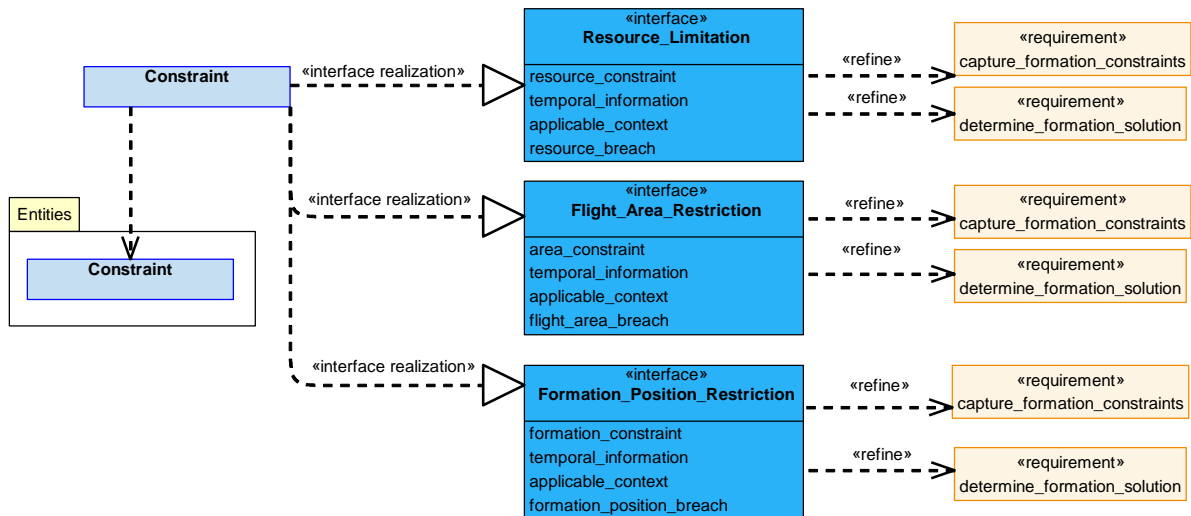 Constraint
Entities
Constraint
«interface realization»
«interface»
Resource_Limitation
resource_constraint
temporal_information
applicable_context
resource_breach
«refine»
«requirement»
capture_formation_constraints
«refine»
«requirement»
determine_formation_solution
«interface realization»
«interface»
Flight_Area_Restriction
area_constraint
temporal_information
applicable_context
flight_area_breach
«refine»
«requirement»
capture_formation_constraints
«refine»
«requirement»
determine_formation_solution
«interface realization»
«interface»
Formation_Position_Restriction
formation_constraint
temporal_information
applicable_context
formation_position_breach
«refine»
«requirement»
capture_formation_constraints
«refine»
«requirement»
determine_formation_solution